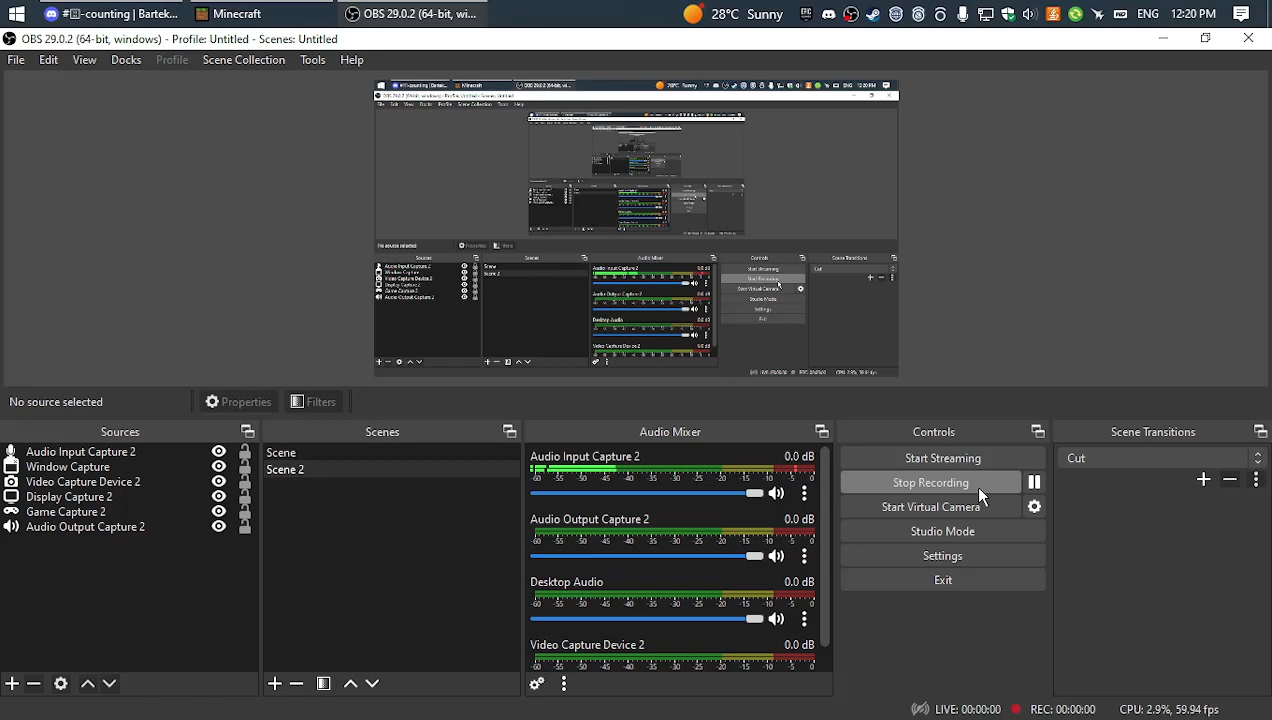 #🔢-counting | Bartek...
Minecraft
OBS 29.0.2 (64-bit, wi...
28°C Sunny
ENG
12:20 PM
OBS 29.0.2 (64-bit, windows) - Profile: Untitled - Scenes: Untitled
File Edit View Docks Profile Scene Collection Tools Help
No source selected
Properties
Filters
Sources
Audio Input Capture 2
Window Capture
Video Capture Device 2
Display Capture 2
Game Capture 2
Audio Output Capture 2
Scenes
Scene
Scene 2
Audio Mixer
Audio Input Capture 2 0.0 dB
-60 -55 -50 -45 -40 -35 -30 -25 -20 -15 -10 -5 0
Audio Output Capture 2 0.0 dB
-60 -55 -50 -45 -40 -35 -30 -25 -20 -15 -10 -5 0
Desktop Audio 0.0 dB
-60 -55 -50 -45 -40 -35 -30 -25 -20 -15 -10 -5 0
Video Capture Device 2 0.0 dB
-60 -55 -50 -45 -40 -35 -30 -25 -20 -15 -10 -5 0
Controls
Start Streaming
Stop Recording
Start Virtual Camera
Studio Mode
Settings
Exit
Scene Transitions
Cut
LIVE: 00:00:00
REC: 00:00:00
CPU: 2.9%, 59.94 fps